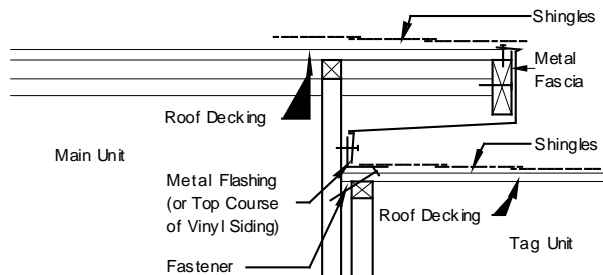 Shingles
Metal
Fascia
Roof Decking
Main Unit
Shingles
Metal Flashing
(or Top Course
of Vinyl Siding)
Roof Decking
Tag Unit
Fastener